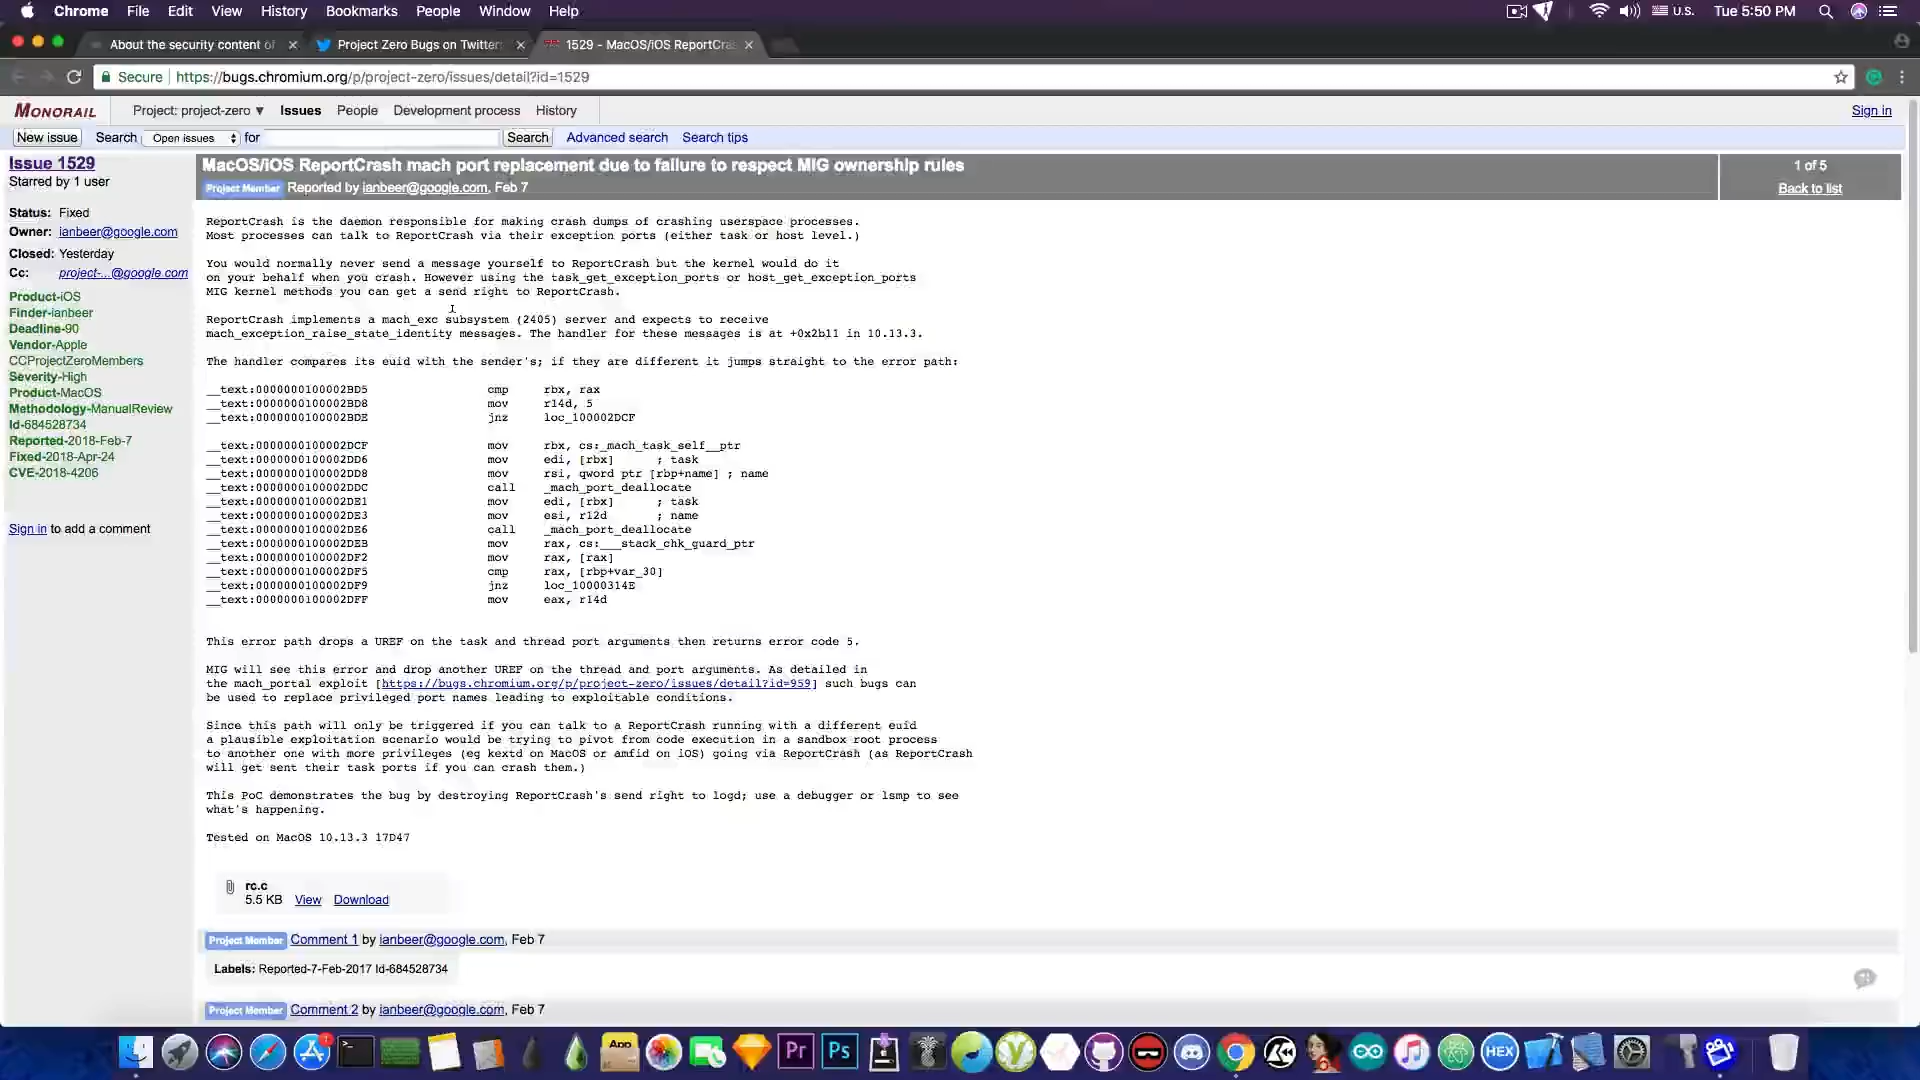 Chrome File Edit View History Bookmarks People Window Help U.S. Tue 5:50 PM
About the security content of Project Zero Bugs on Twitter: 1529 - MacOS/iOS ReportCra
Secure https://bugs.chromium.org/p/project-zero/issues/detail?id=1529
MONORAIL Project: project-zero ▼ Issues People Development process History Sign in
New issue Search Open issues for Search Advanced search Search tips
Issue 1529
Starred by 1 user
Status: Fixed
Owner: ianbeer@google.com
Closed: Yesterday
Cc: project-...@google.com
Product-iOS
Finder-ianbeer
Deadline-90
Vendor-Apple
CCProjectZeroMembers
Severity-High
Product-MacOS
Methodology-ManualReview
Id-684528734
Reported-2018-Feb-7
Fixed-2018-Apr-24
CVE-2018-4206
Sign in to add a comment
MacOS/iOS ReportCrash mach port replacement due to failure to respect MIG ownership rules
Project Member Reported by ianbeer@google.com, Feb 7
1 of 5
Back to list
ReportCrash is the daemon responsible for making crash dumps of crashing userspace processes.
Most processes can talk to ReportCrash via their exception ports (either task or host level.)
You would normally never send a message yourself to ReportCrash but the kernel would do it
on your behalf when you crash. However using the task_get_exception_ports or host_get_exception_ports
MIG kernel methods you can get a send right to ReportCrash.
ReportCrash implements a mach_exc subsystem (2405) server and expects to receive
mach_exception_raise_state_identity messages. The handler for these messages is at +0x2b11 in 10.13.3.
The handler compares its euid with the sender's; if they are different it jumps straight to the error path:
__text:0000000100002BD5 cmp rbx, rax
__text:0000000100002BD8 mov r14d, 5
__text:0000000100002BDE jnz loc_100002DCF
__text:0000000100002DCF mov rbx, cs:_mach_task_self__ptr
__text:0000000100002DD6 mov edi, [rbx] ; task
__text:0000000100002DD8 mov rsi, qword ptr [rbp+name] ; name
__text:0000000100002DDC call _mach_port_deallocate
__text:0000000100002DE1 mov edi, [rbx] ; task
__text:0000000100002DE3 mov esi, r12d ; name
__text:0000000100002DE6 call _mach_port_deallocate
__text:0000000100002DEB mov rax, cs:___stack_chk_guard_ptr
__text:0000000100002DF2 mov rax, [rax]
__text:0000000100002DF5 cmp rax, [rbp+var_30]
__text:0000000100002DF9 jnz loc_10000314E
__text:0000000100002DFF mov eax, r14d
This error path drops a UREF on the task and thread port arguments then returns error code 5.
MIG will see this error and drop another UREF on the thread and port arguments. As detailed in
the mach_portal exploit [https://bugs.chromium.org/p/project-zero/issues/detail?id=959] such bugs can
be used to replace privileged port names leading to exploitable conditions.
Since this path will only be triggered if you can talk to a ReportCrash running with a different euid
a plausible exploitation scenario would be trying to pivot from code execution in a sandbox root process
to another one with more privileges (eg kextd on MacOS or amfid on iOS) going via ReportCrash (as ReportCrash
will get sent their task ports if you can crash them.)
This PoC demonstrates the bug by destroying ReportCrash's send right to logd; use a debugger or lsmp to see
what's happening.
Tested on MacOS 10.13.3 17D47
rc.c
5.5 KB View Download
Project Member Comment 1 by ianbeer@google.com, Feb 7
Labels: Reported-7-Feb-2017 Id-684528734
Project Member Comment 2 by ianbeer@google.com, Feb 7
App Pr Ps HEX